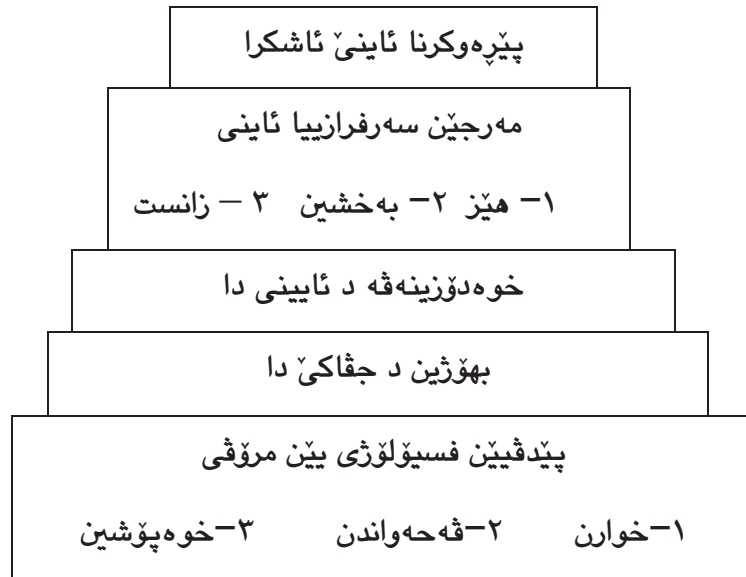 پێڕەوکرنا ئاینێ ئاشکرا
مەرجێن سەرفرازییا ئاینی
١– هێز ٢– بەخشین ٣ – زانست
خوەدۆزینەڤە د ئایینی دا
بهۆژین د جڤاکێ دا
پێدڤیێن فسیۆلۆژی یێن مرۆڤی
١–خوارن ٢–ڤەحەواندن ٣–خوەپۆشین